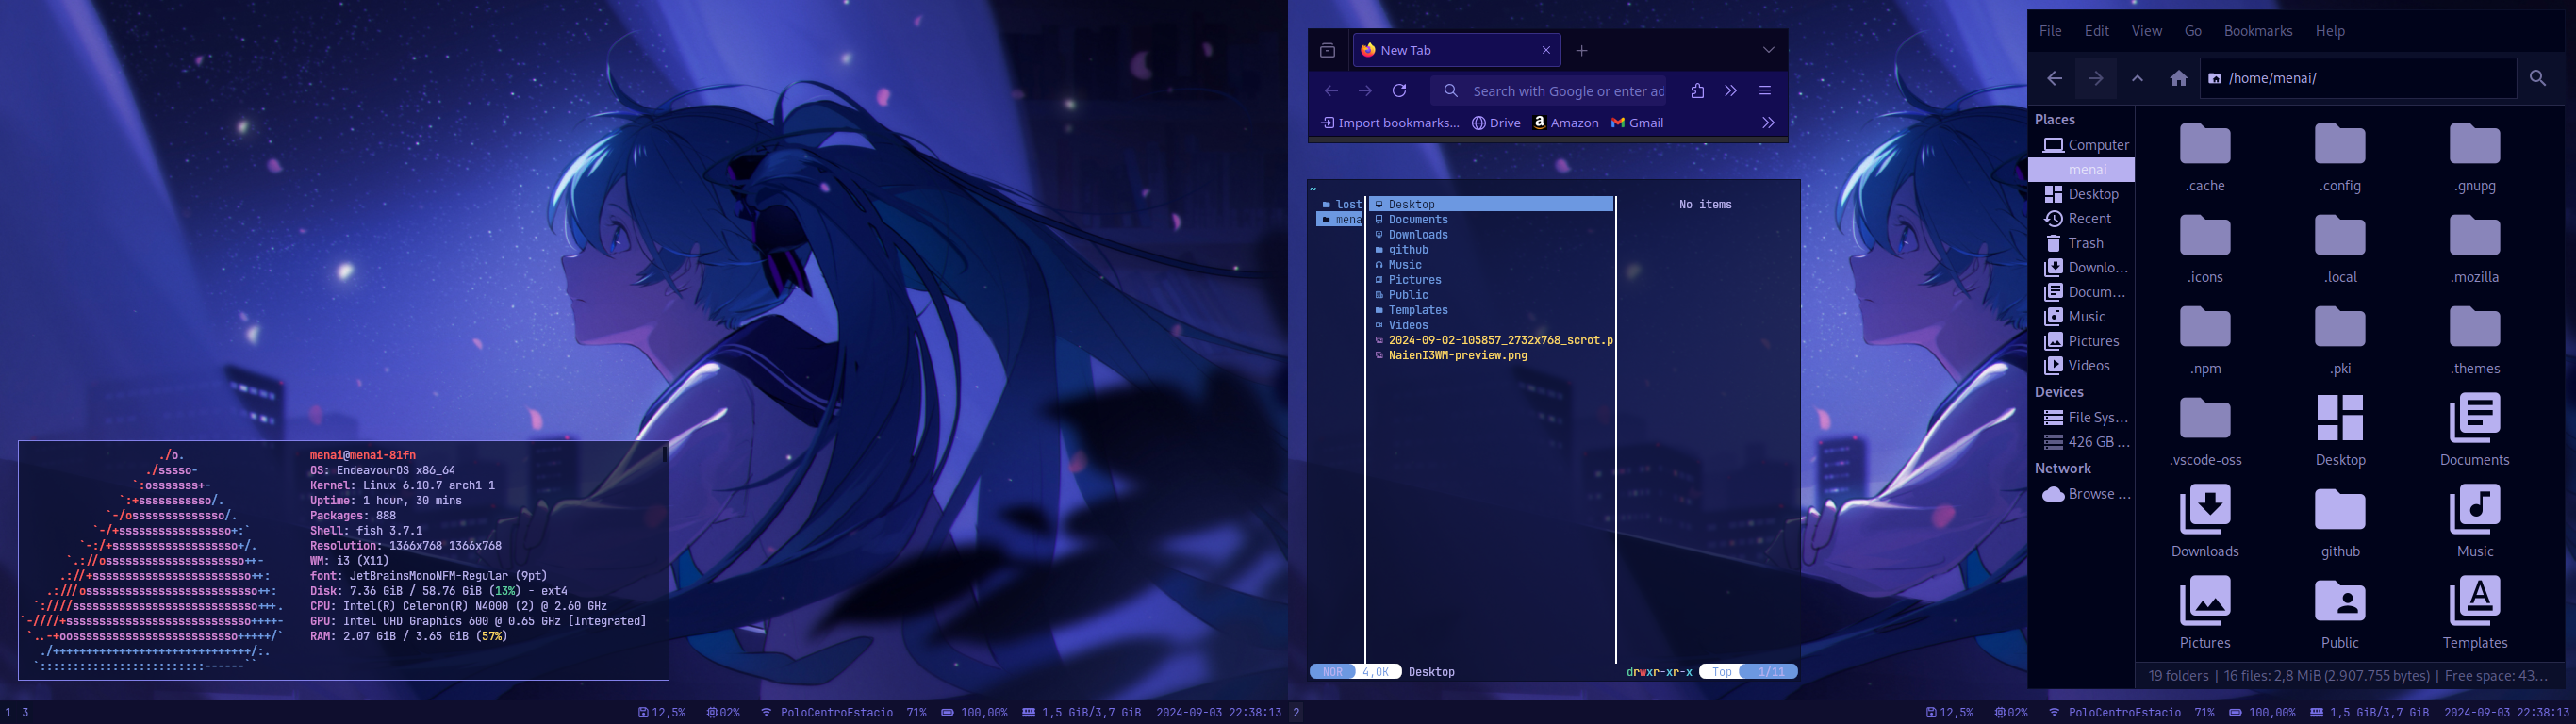 ./o.
./sssso-
`:osssssss+-
`:+sssssssssso/.
`-/ossssssssssssso/.
`-/+sssssssssssssssso+:`
`-:/+sssssssssssssssssso+/.
`.://osssssssssssssssssssso++-
.://+ssssssssssssssssssssssso++:
.:///ossssssssssssssssssssssssso++:
`:////ssssssssssssssssssssssssssso+++.
`-////+ssssssssssssssssssssssssssso++++-
`..-+oosssssssssssssssssssssssso+++++/`
./++++++++++++++++++++++++++++++/:.
`:::::::::::::::::::::::::------``
menai@menai-81fn
OS: EndeavourOS x86_64
Kernel: Linux 6.10.7-arch1-1
Uptime: 1 hour, 30 mins
Packages: 888
Shell: fish 3.7.1
Resolution: 1366x768 1366x768
WM: i3 (X11)
font: JetBrainsMonoNFM-Regular (9pt)
Disk: 7.36 GiB / 58.76 GiB (13%) - ext4
CPU: Intel(R) Celeron(R) N4000 (2) @ 2.60 GHz
GPU: Intel UHD Graphics 600 @ 0.65 GHz [Integrated]
RAM: 2.07 GiB / 3.65 GiB (57%)
1 3
12,5% 02% PoloCentroEstacio 71% 100,00% 1,5 GiB/3,7 GiB 2024-09-03 22:38:13
New Tab
Search with Google or enter ad
Import bookmarks... Drive Amazon Gmail
~
lost
mena
Desktop
Documents
Downloads
github
Music
Pictures
Public
Templates
Videos
2024-09-02-105857_2732x768_scrot.p
NaienI3WM-preview.png
No items
NOR 4,0K Desktop
drwxr-xr-x Top 1/11
File Edit View Go Bookmarks Help
/home/menai/
Places
Computer
menai
Desktop
Recent
Trash
Downlo...
Docum...
Music
Pictures
Videos
Devices
File Sys...
426 GB ...
Network
Browse ...
.cache .config .gnupg
.icons .local .mozilla
.npm .pki .themes
.vscode-oss Desktop Documents
Downloads github Music
Pictures Public Templates
19 folders | 16 files: 2,8 MiB (2.907.755 bytes) | Free space: 43...
2
12,5% 02% PoloCentroEstacio 71% 100,00% 1,5 GiB/3,7 GiB 2024-09-03 22:38:13